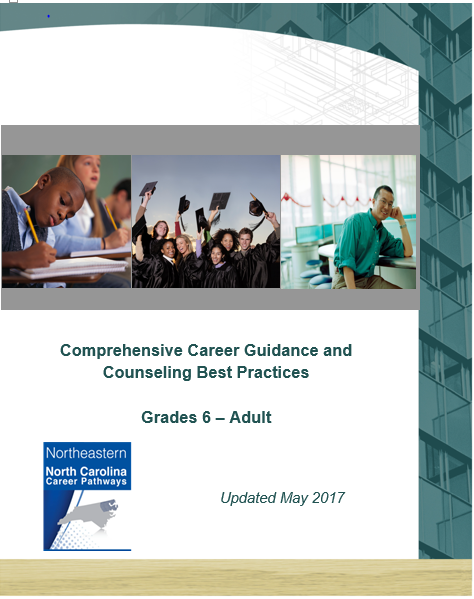 Comprehensive Career Guidance and
Counseling Best Practices
Grades 6 – Adult
Northeastern
North Carolina
Career Pathways
Updated May 2017